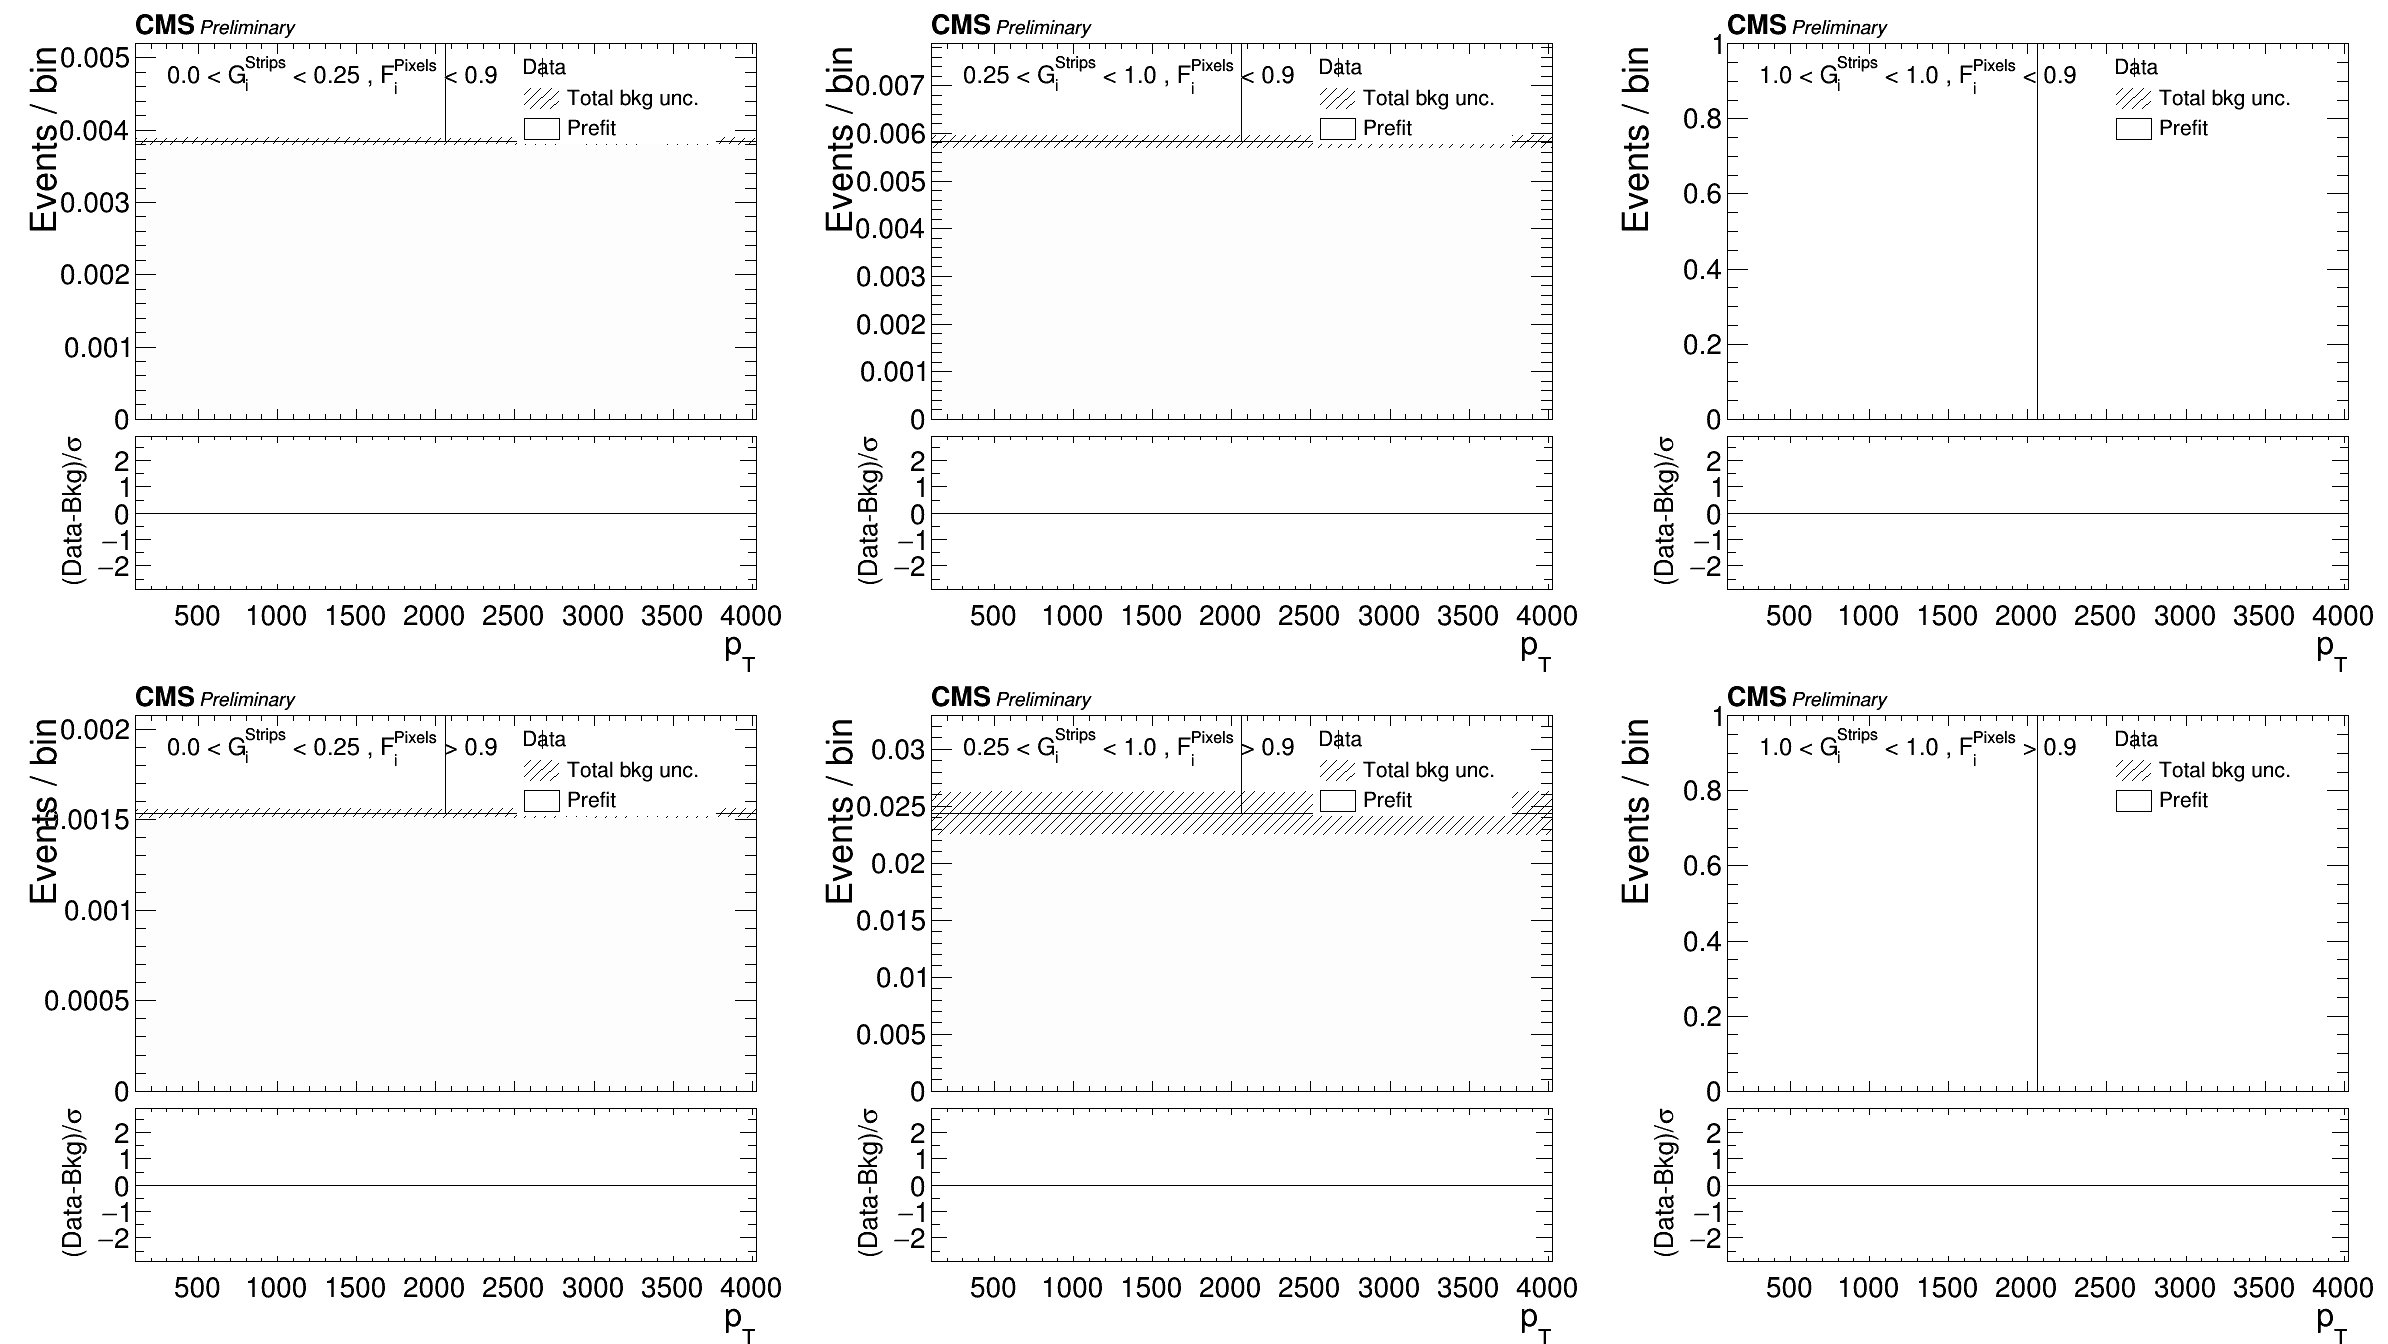 CMS Preliminary
Events / bin
0.0 < G_i^Strips < 0.25 , F_i^Pixels < 0.9
Data
Total bkg unc.
Prefit
0.005
0.004
0.003
0.002
0.001
0
(Data-Bkg)/σ
2
1
0
−1
−2
500 1000 1500 2000 2500 3000 3500 4000
p_T
CMS Preliminary
Events / bin
0.25 < G_i^Strips < 1.0 , F_i^Pixels < 0.9
Data
Total bkg unc.
Prefit
0.007
0.006
0.005
0.004
0.003
0.002
0.001
0
(Data-Bkg)/σ
2
1
0
−1
−2
500 1000 1500 2000 2500 3000 3500 4000
p_T
CMS Preliminary
Events / bin
1.0 < G_i^Strips < 1.0 , F_i^Pixels < 0.9
Data
Total bkg unc.
Prefit
1
0.8
0.6
0.4
0.2
0
(Data-Bkg)/σ
2
1
0
−1
−2
500 1000 1500 2000 2500 3000 3500 4000
p_T
CMS Preliminary
Events / bin
0.0 < G_i^Strips < 0.25 , F_i^Pixels > 0.9
Data
Total bkg unc.
Prefit
0.002
0.0015
0.001
0.0005
0
(Data-Bkg)/σ
2
1
0
−1
−2
500 1000 1500 2000 2500 3000 3500 4000
p_T
CMS Preliminary
Events / bin
0.25 < G_i^Strips < 1.0 , F_i^Pixels > 0.9
Data
Total bkg unc.
Prefit
0.03
0.025
0.02
0.015
0.01
0.005
0
(Data-Bkg)/σ
2
1
0
−1
−2
500 1000 1500 2000 2500 3000 3500 4000
p_T
CMS Preliminary
Events / bin
1.0 < G_i^Strips < 1.0 , F_i^Pixels > 0.9
Data
Total bkg unc.
Prefit
1
0.8
0.6
0.4
0.2
0
(Data-Bkg)/σ
2
1
0
−1
−2
500 1000 1500 2000 2500 3000 3500 4000
p_T